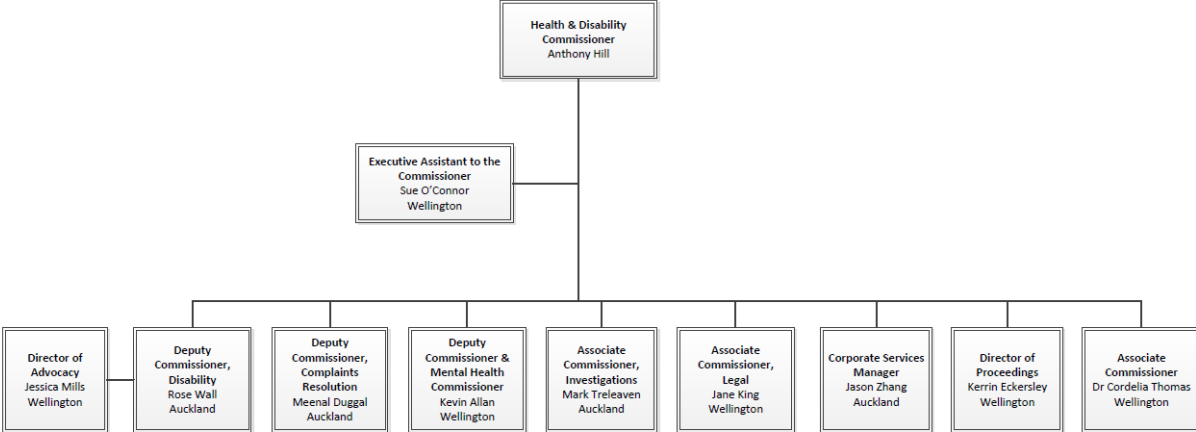 Health & Disability
Commissioner
Anthony Hill
Executive Assistant to the
Commissioner
Sue O'Connor
Wellington
Director of
Advocacy
Jessica Mills
Wellington
Deputy
Commissioner,
Disability
Rose Wall
Auckland
Deputy
Commissioner,
Complaints
Resolution
Meenal Duggal
Auckland
Deputy
Commissioner &
Mental Health
Commissioner
Kevin Allan
Wellington
Associate
Commissioner,
Investigations
Mark Treleaven
Auckland
Associate
Commissioner,
Legal
Jane King
Wellington
Corporate Services
Manager
Jason Zhang
Auckland
Director of
Proceedings
Kerrin Eckersley
Wellington
Associate
Commissioner
Dr Cordelia Thomas
Wellington